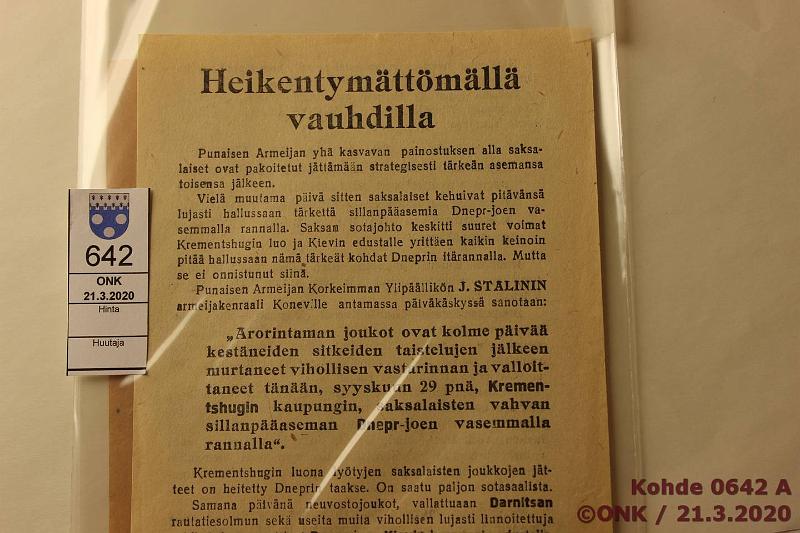 Heikentymättömällä
vauhdilla
Punaisen Armeijan yhä kasvavan painostuksen alla saksa-
laiset ovat pakoitetut jättämään strategisesti tärkeän asemansa
toisensa jälkeen.
Vielä muutama päivä sitten saksalaiset kehuivat pitävänsä
lujasti hallussaan tärkettä sillanpääasemia Dnepr-joen va-
semmalla rannalla. Saksan sotajohto keskitti suuret voimat
Krementshugin luo ja Kievin edustalle yrittäen kaikin keinoin
pitää hallussaan nämä tärkeät kohdat Dneprin itärannalla. Mutta
se ei onnistunut siinä.
Punaisen Armeijan Korkeimman Ylipäällikön J. STALININ
armeijakenraali Konev'ille antamassa päiväkäskyssä sanotaan:
„Arorintaman joukot ovat kolme päivää
kestäneiden sitkeiden taistelujen jälkeen
murtaneet vihollisen vastarinnan ja valloit-
taneet tänään, syyskuun 29 pnä, Kremen-
tshugin kaupungin, saksalaisten vahvan
sillanpääaseman Dnepr-joen vasemmalla
rannalla“.
Krementshugin luona lyötyjen saksalaisten joukkojen jät-
teet on heitetty Dneprin taakse. On saatu paljon sotasaalista.
Samana päivänä neuvostojoukot, vallattuaan Darnitsan
rautatiesolmun sekä useita muita vihollisen lujasti linnoitettuja
642
ONK
21.3.2020
Hinta
Huutaja
Kohde 0642 A
©ONK / 21.3.2020